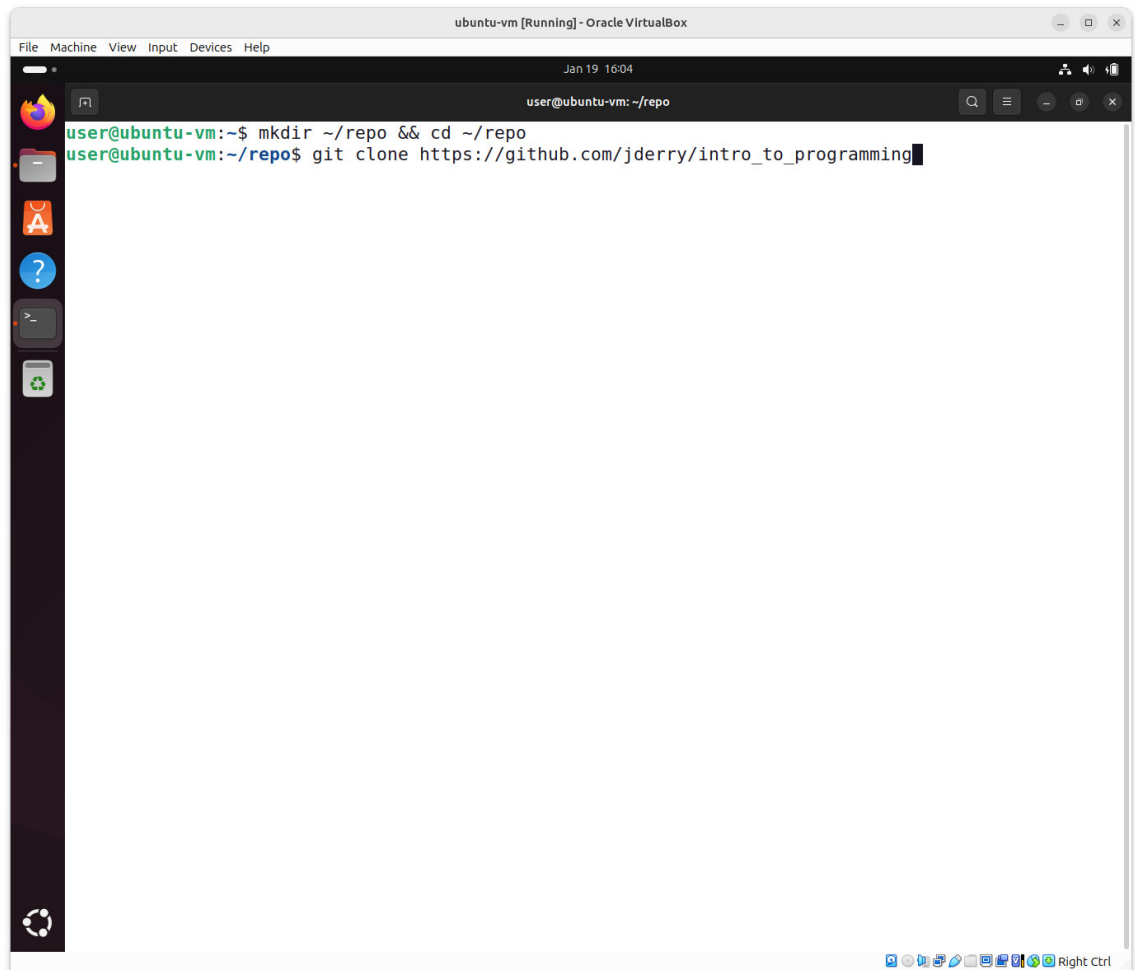 ubuntu-vm [Running] - Oracle VirtualBox
File Machine View Input Devices Help
Jan 19 16:04
user@ubuntu-vm: ~/repo
user@ubuntu-vm:~$ mkdir ~/repo && cd ~/repo
user@ubuntu-vm:~/repo$ git clone https://github.com/jderry/intro_to_programming
Right Ctrl